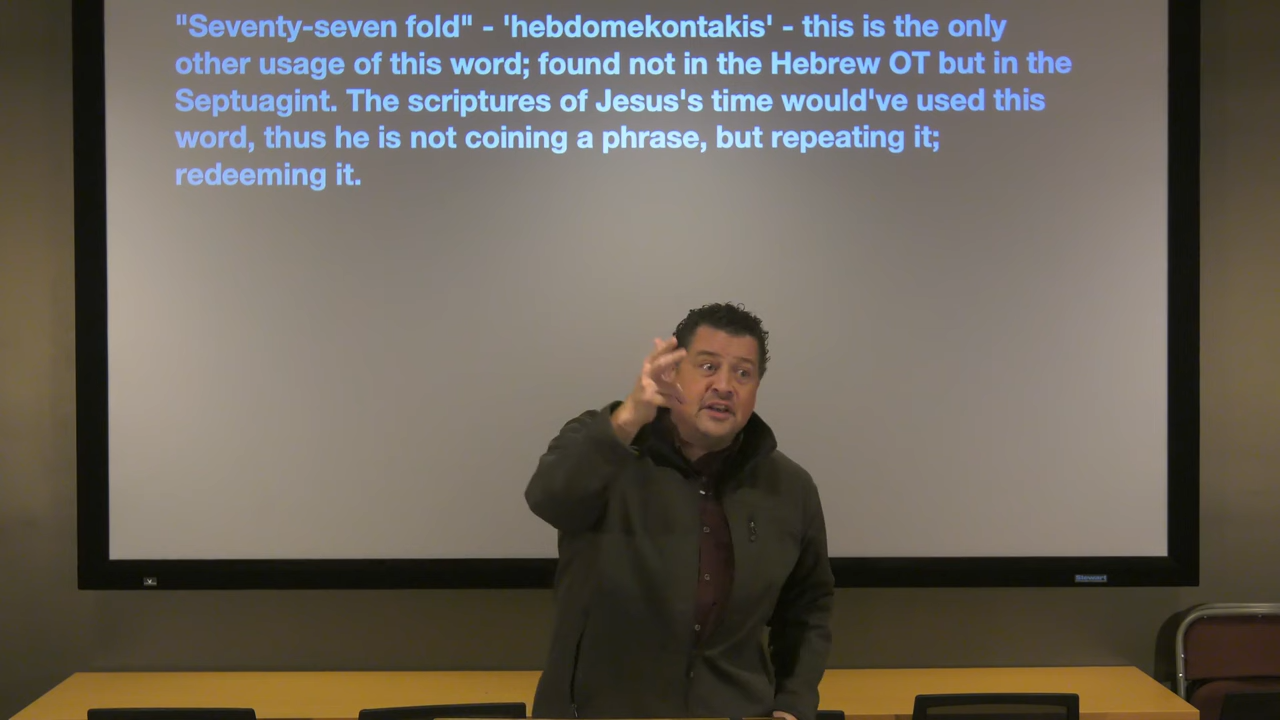 "Seventy-seven fold" - 'hebdomekontakis' - this is the only
other usage of this word; found not in the Hebrew OT but in the
Septuagint. The scriptures of Jesus's time would've used this
word, thus he is not coining a phrase, but repeating it;
redeeming it.
Stewart